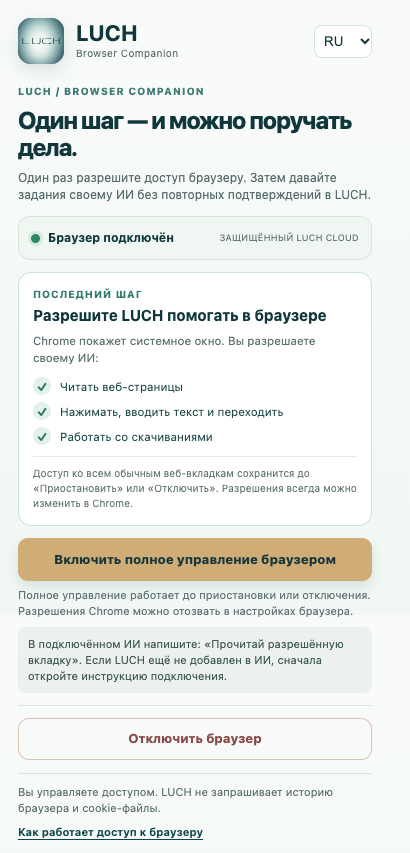 LUCH
LUCH
Browser Companion
RU
LUCH / BROWSER COMPANION
Один шаг — и можно поручать
дела.
Один раз разрешите доступ браузеру. Затем давайте
задания своему ИИ без повторных подтверждений в LUCH.
Браузер подключён
ЗАЩИЩЁННЫЙ LUCH CLOUD
ПОСЛЕДНИЙ ШАГ
Разрешите LUCH помогать в браузере
Chrome покажет системное окно. Вы разрешаете
своему ИИ:
Читать веб-страницы
Нажимать, вводить текст и переходить
Работать со скачиваниями
Доступ ко всем обычным веб-вкладкам сохранится до
«Приостановить» или «Отключить». Разрешения всегда можно
изменить в Chrome.
Включить полное управление браузером
Полное управление работает до приостановки или отключения.
Разрешения Chrome можно отозвать в настройках браузера.
В подключённом ИИ напишите: «Прочитай разрешённую
вкладку». Если LUCH ещё не добавлен в ИИ, сначала
откройте инструкцию подключения.
Отключить браузер
Вы управляете доступом. LUCH не запрашивает историю
браузера и cookie-файлы.
Как работает доступ к браузеру